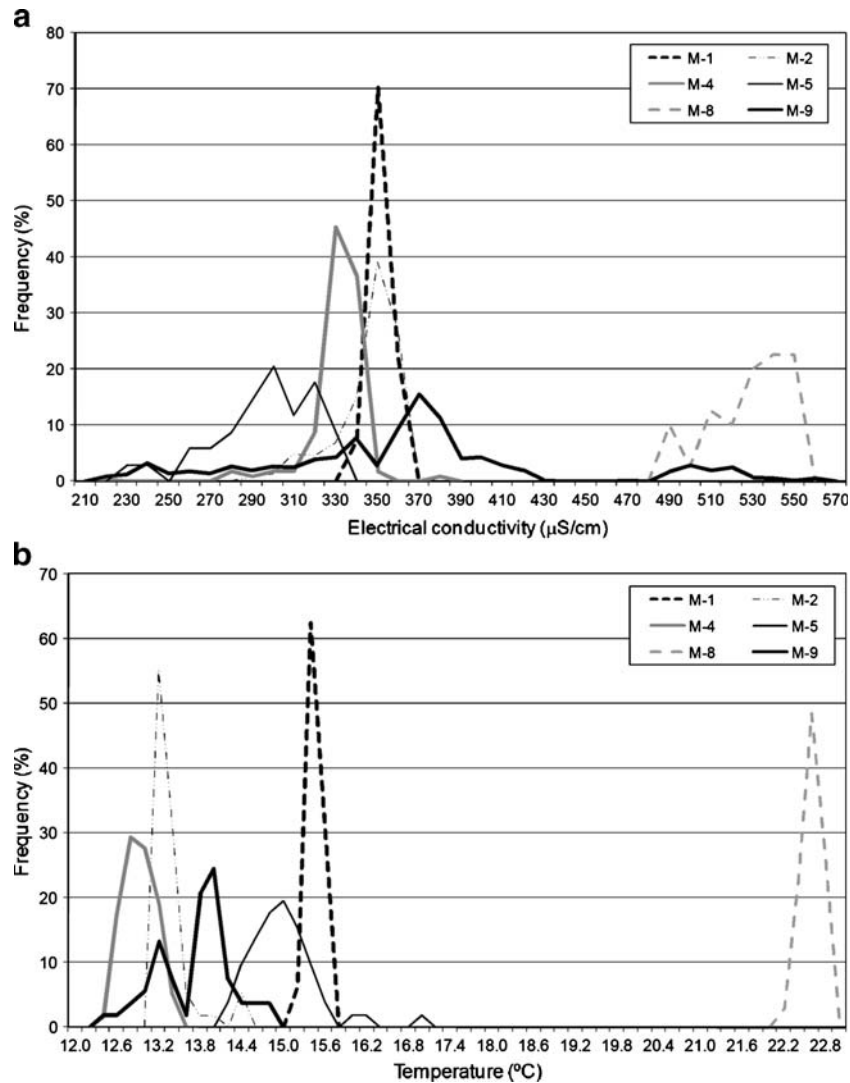 a
80
70
60
50
40
30
20
10
0
Frequency (%)
M-1 M-2
M-4 M-5
M-8 M-9
210 230 250 270 290 310 330 350 370 390 410 430 450 470 490 510 530 550 570
Electrical conductivity (µS/cm)
b
70
60
50
40
30
20
10
0
Frequency (%)
M-1 M-2
M-4 M-5
M-8 M-9
12.0 12.6 13.2 13.8 14.4 15.0 15.6 16.2 16.8 17.4 18.0 18.6 19.2 19.8 20.4 21.0 21.6 22.2 22.8
Temperature (ºC)